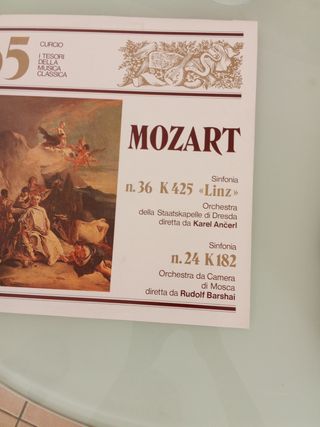 CURCIO
I TESORI
DELLA
MUSICA
CLASSICA
MOZART
Sinfonia
n. 36 K 425 «Linz»
Orchestra
della Staatskapelle di Dresda
diretta da Karel Ančerl
Sinfonia
n. 24 K 182
Orchestra da Camera
di Mosca
diretta da Rudolf Barshai